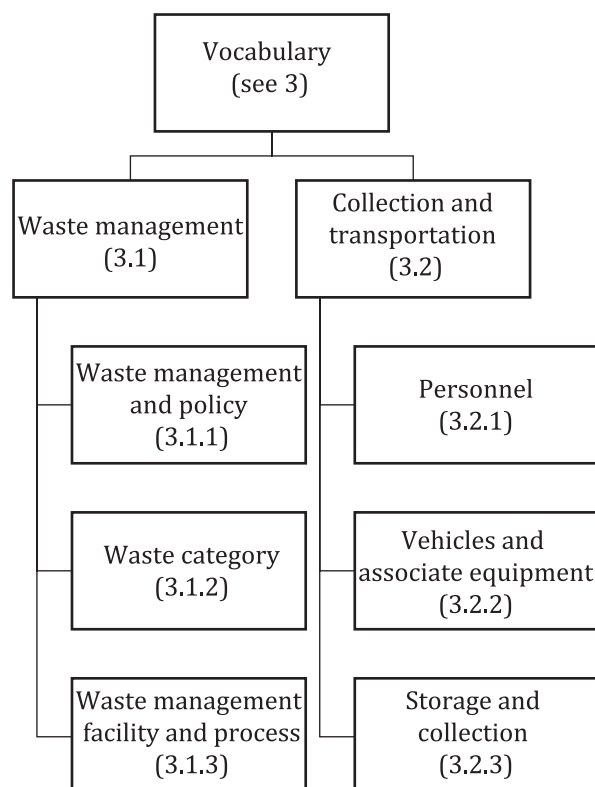 Vocabulary
(see 3)
Waste management
(3.1)
Collection and
transportation
(3.2)
Waste management
and policy
(3.1.1)
Waste category
(3.1.2)
Waste management
facility and process
(3.1.3)
Personnel
(3.2.1)
Vehicles and
associate equipment
(3.2.2)
Storage and
collection
(3.2.3)